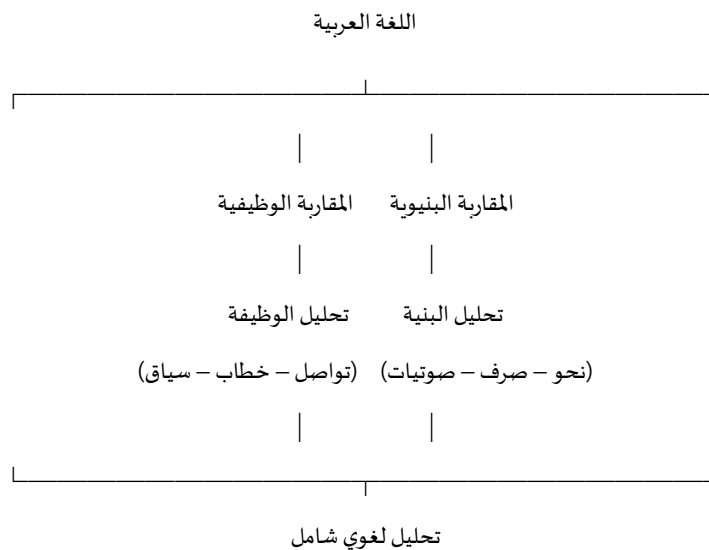 اللغة العربية
المقاربة البنيوية المقاربة الوظيفية
تحليل البنية تحليل الوظيفة
(نحو – صرف – صوتيات) (تواصل – خطاب – سياق)
تحليل لغوي شامل